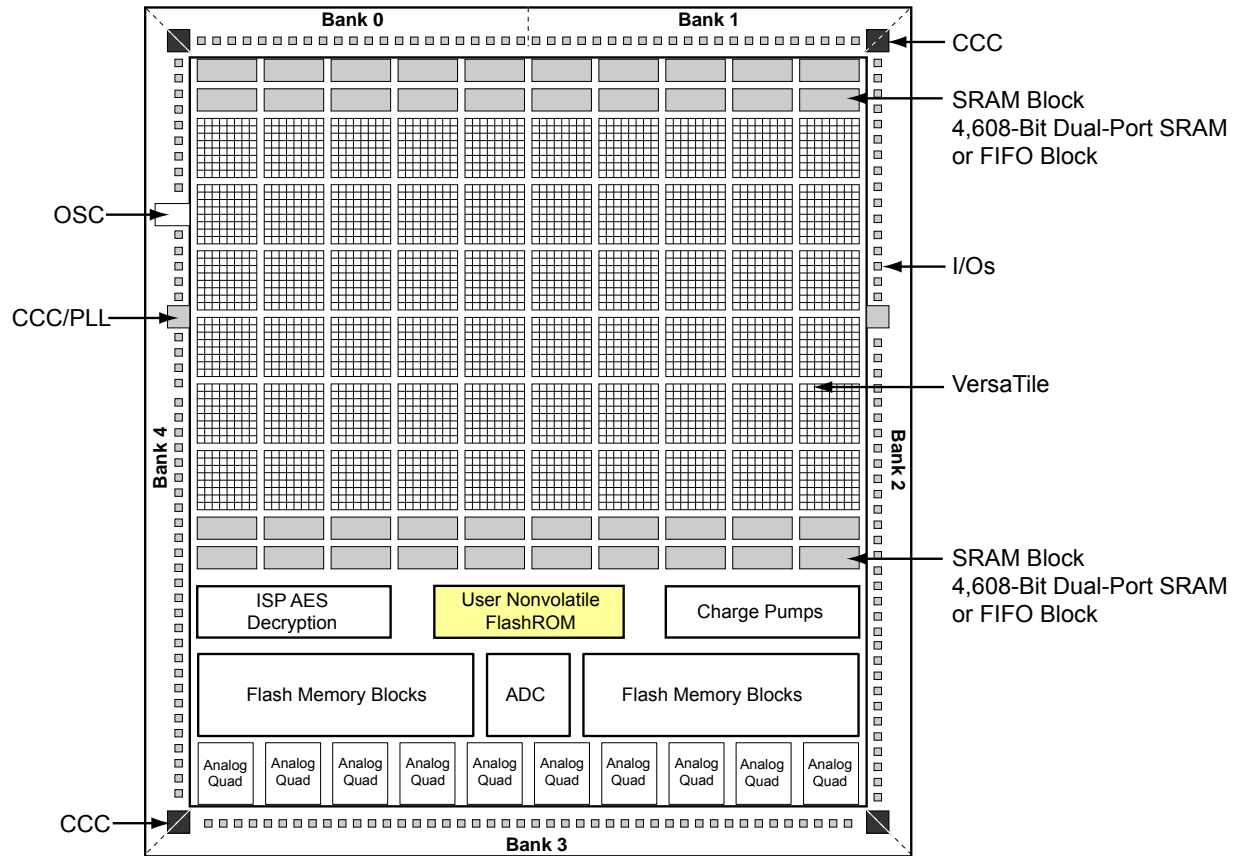 Bank 0
Bank 1
CCC
SRAM Block
4,608-Bit Dual-Port SRAM
or FIFO Block
OSC
I/Os
CCC/PLL
VersaTile
Bank 4
Bank 2
SRAM Block
4,608-Bit Dual-Port SRAM
or FIFO Block
ISP AES
Decryption
User Nonvolatile
FlashROM
Charge Pumps
Flash Memory Blocks
ADC
Flash Memory Blocks
Analog
Quad
Analog
Quad
Analog
Quad
Analog
Quad
Analog
Quad
Analog
Quad
Analog
Quad
Analog
Quad
Analog
Quad
Analog
Quad
CCC
Bank 3